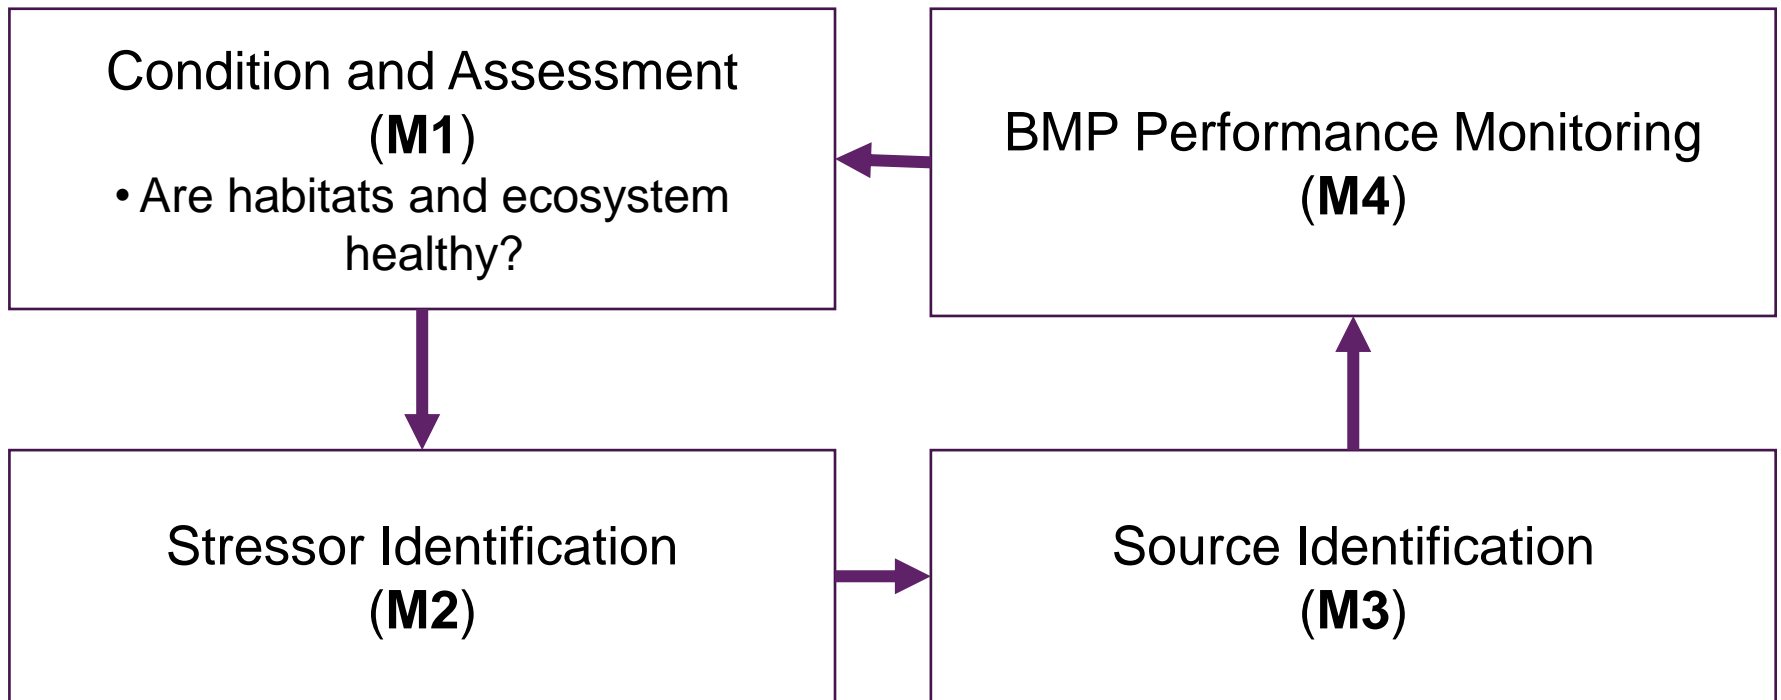 Condition and Assessment
(M1)
• Are habitats and ecosystem
healthy?
BMP Performance Monitoring
(M4)
Stressor Identification
(M2)
Source Identification
(M3)